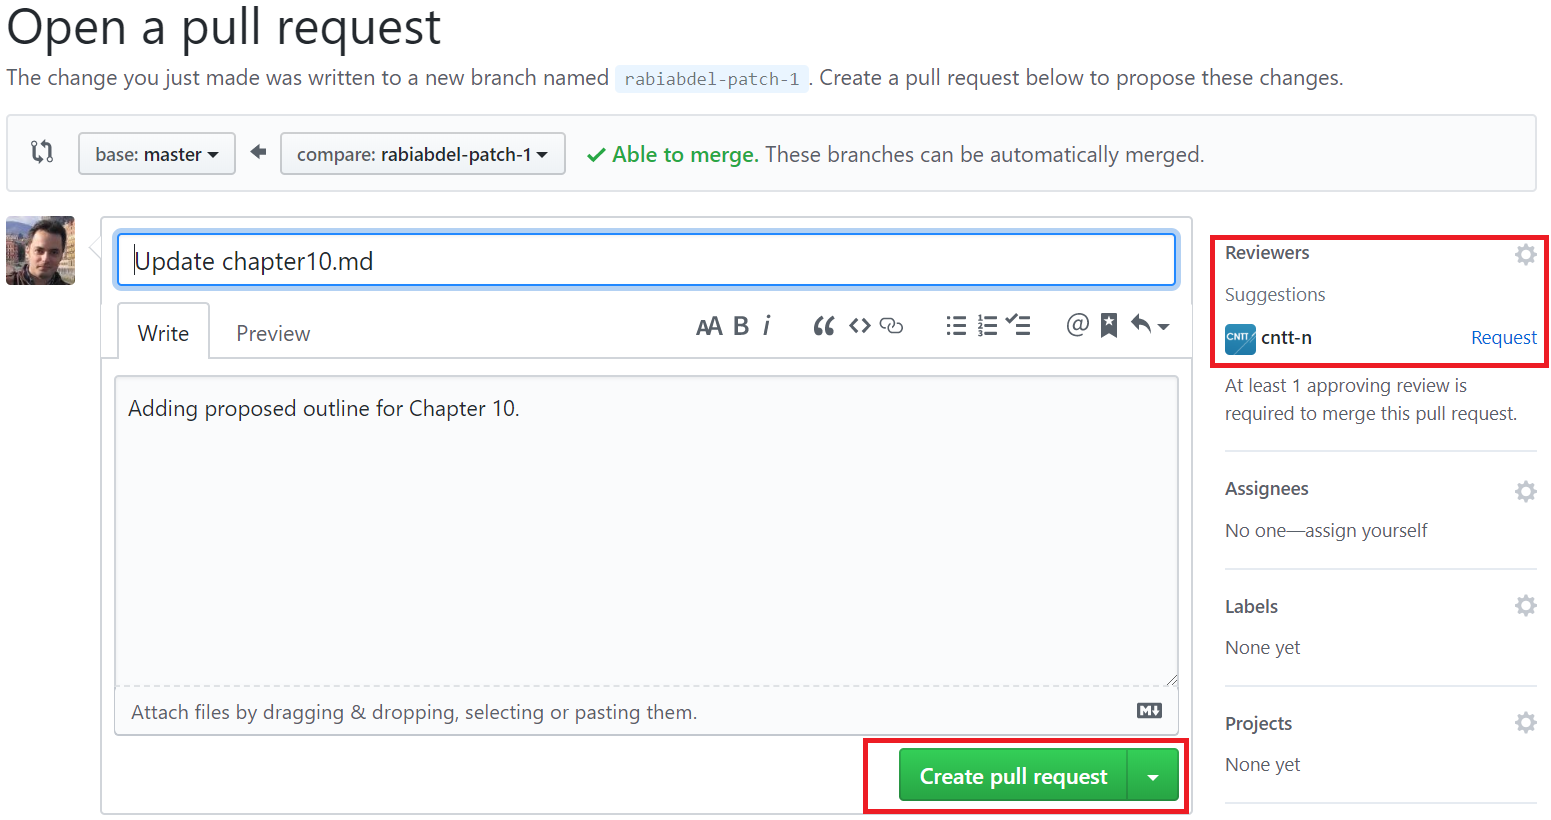 Open a pull request
The change you just made was written to a new branch named rabiabdel-patch-1. Create a pull request below to propose these changes.
base: master
compare: rabiabdel-patch-1
Able to merge. These branches can be automatically merged.
Update chapter10.md
Write
Preview
AA B i
@
Adding proposed outline for Chapter 10.
Attach files by dragging & dropping, selecting or pasting them.
M
Create pull request
Reviewers
Suggestions
CNTT
cntt-n
Request
At least 1 approving review is
required to merge this pull request.
Assignees
No one—assign yourself
Labels
None yet
Projects
None yet